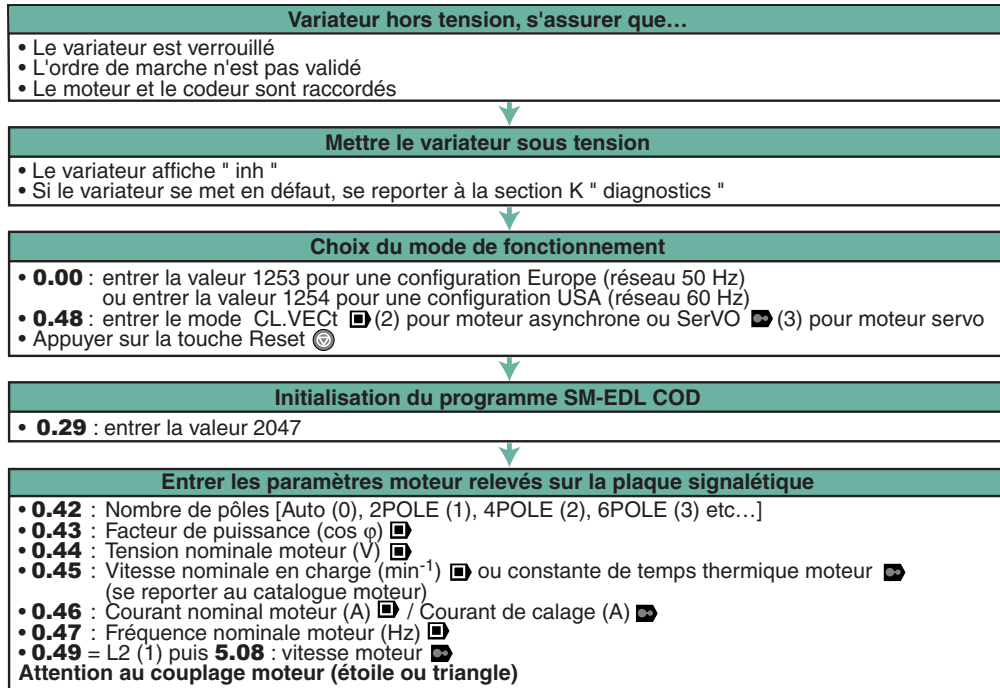 Variateur hors tension, s'assurer que…
• Le variateur est verrouillé
• L'ordre de marche n'est pas validé
• Le moteur et le codeur sont raccordés
Mettre le variateur sous tension
• Le variateur affiche " inh "
• Si le variateur se met en défaut, se reporter à la section K " diagnostics "
Choix du mode de fonctionnement
• 0.00 : entrer la valeur 1253 pour une configuration Europe (réseau 50 Hz)
ou entrer la valeur 1254 pour une configuration USA (réseau 60 Hz)
• 0.48 : entrer le mode CL.VECt (2) pour moteur asynchrone ou SerVO (3) pour moteur servo
• Appuyer sur la touche Reset
Initialisation du programme SM-EDL COD
• 0.29 : entrer la valeur 2047
Entrer les paramètres moteur relevés sur la plaque signalétique
• 0.42 : Nombre de pôles [Auto (0), 2POLE (1), 4POLE (2), 6POLE (3) etc…]
• 0.43 : Facteur de puissance (cos φ)
• 0.44 : Tension nominale moteur (V)
• 0.45 : Vitesse nominale en charge (min-1) ou constante de temps thermique moteur
(se reporter au catalogue moteur)
• 0.46 : Courant nominal moteur (A) / Courant de calage (A)
• 0.47 : Fréquence nominale moteur (Hz)
• 0.49 = L2 (1) puis 5.08 : vitesse moteur
Attention au couplage moteur (étoile ou triangle)